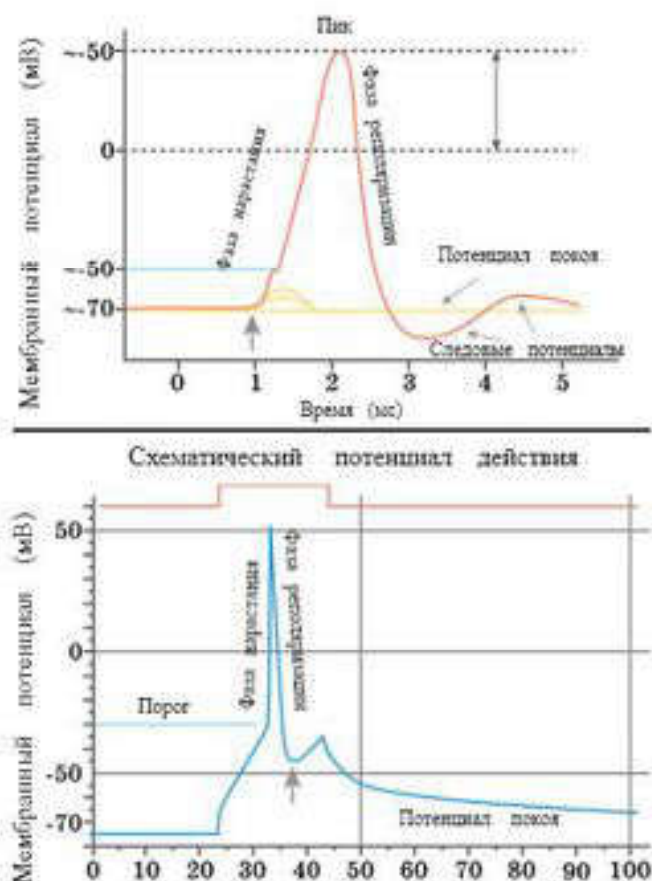 Пик
Мембранный потенциал (мВ)
~-50
0
~-50
~-70
Фаза нарастания
Фаза реполяризации
Потенциал покоя
Следовые потенциалы
0 1 2 3 4 5
Время (мс)
Схематический потенциал действия
Мембранный потенциал (мВ)
50
0
-50
-70
Фаза нарастания
Фаза реполяризации
Порог
Потенциал покоя
0 10 20 30 40 50 60 70 80 90 100